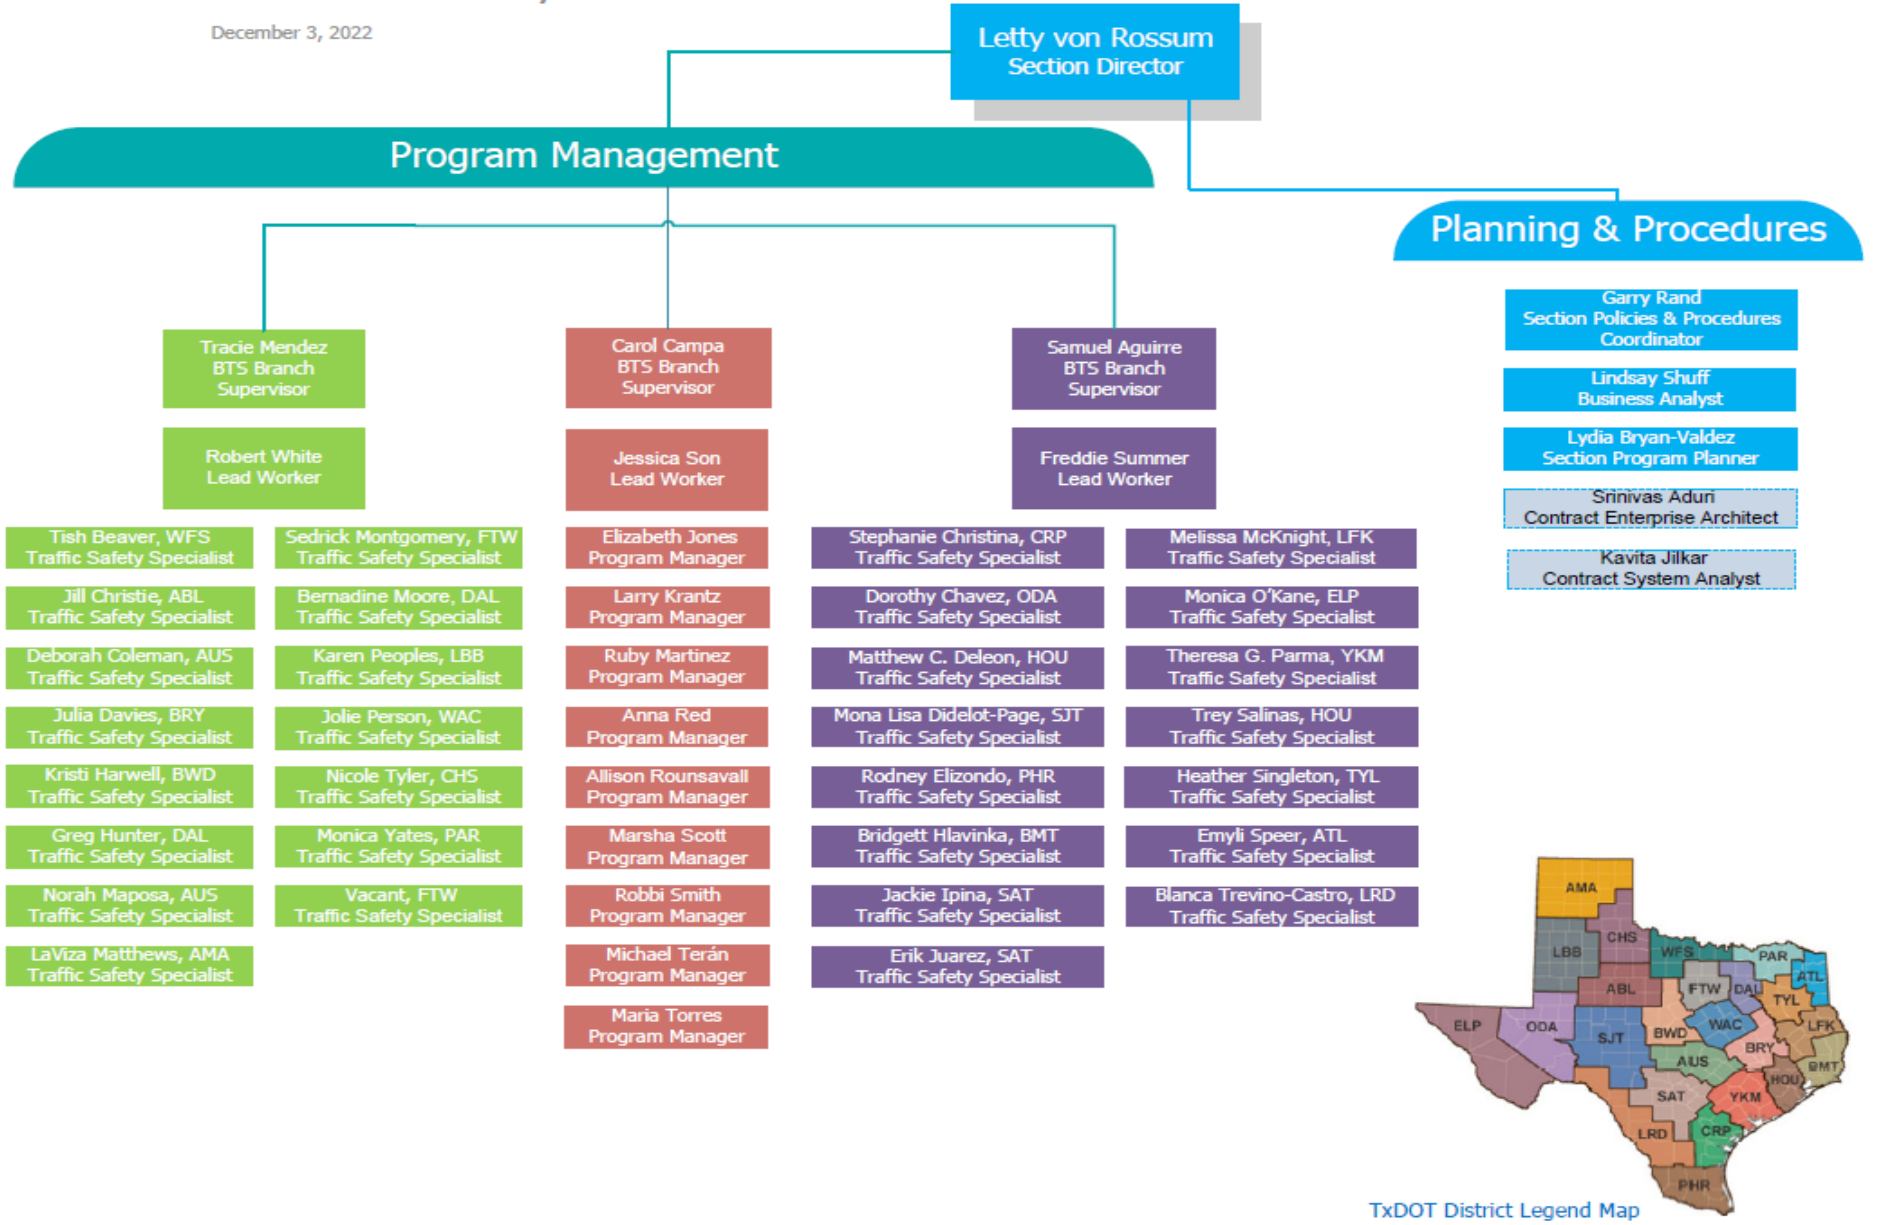 December 3, 2022
Letty von Rossum
Section Director
Program Management
Planning & Procedures
Tracie Mendez
BTS Branch
Supervisor
Robert White
Lead Worker
Tish Beaver, WFS
Traffic Safety Specialist
Jill Christie, ABL
Traffic Safety Specialist
Deborah Coleman, AUS
Traffic Safety Specialist
Julia Davies, BRY
Traffic Safety Specialist
Kristi Harwell, BWD
Traffic Safety Specialist
Greg Hunter, DAL
Traffic Safety Specialist
Norah Maposa, AUS
Traffic Safety Specialist
LaViza Matthews, AMA
Traffic Safety Specialist
Sedrick Montgomery, FTW
Traffic Safety Specialist
Bernadine Moore, DAL
Traffic Safety Specialist
Karen Peoples, LBB
Traffic Safety Specialist
Jolie Person, WAC
Traffic Safety Specialist
Nicole Tyler, CHS
Traffic Safety Specialist
Monica Yates, PAR
Traffic Safety Specialist
Vacant, FTW
Traffic Safety Specialist
Carol Campa
BTS Branch
Supervisor
Jessica Son
Lead Worker
Elizabeth Jones
Program Manager
Larry Krantz
Program Manager
Ruby Martinez
Program Manager
Anna Red
Program Manager
Allison Rounsavall
Program Manager
Marsha Scott
Program Manager
Robbi Smith
Program Manager
Michael Terán
Program Manager
Maria Torres
Program Manager
Samuel Aguirre
BTS Branch
Supervisor
Freddie Summer
Lead Worker
Stephanie Christina, CRP
Traffic Safety Specialist
Dorothy Chavez, ODA
Traffic Safety Specialist
Matthew C. Deleon, HOU
Traffic Safety Specialist
Mona Lisa Didelot-Page, SJT
Traffic Safety Specialist
Rodney Elizondo, PHR
Traffic Safety Specialist
Bridgett Hlavinka, BMT
Traffic Safety Specialist
Jackie Ipina, SAT
Traffic Safety Specialist
Erik Juarez, SAT
Traffic Safety Specialist
Melissa McKnight, LFK
Traffic Safety Specialist
Monica O'Kane, ELP
Traffic Safety Specialist
Theresa G. Parma, YKM
Traffic Safety Specialist
Trey Salinas, HOU
Traffic Safety Specialist
Heather Singleton, TYL
Traffic Safety Specialist
Emyli Speer, ATL
Traffic Safety Specialist
Blanca Trevino-Castro, LRD
Traffic Safety Specialist
Garry Rand
Section Policies & Procedures
Coordinator
Lindsay Shuff
Business Analyst
Lydia Bryan-Valdez
Section Program Planner
Srinivas Aduri
Contract Enterprise Architect
Kavita Jilkar
Contract System Analyst
AMA
LBB
CHS
WFS
PAR
ATL
ABL
FTW
DAL
TYL
ELP
ODA
SJT
BWD
WAC
LFK
BRY
AUS
BMT
HOU
SAT
YKM
LRD
CRP
PHR
TxDOT District Legend Map